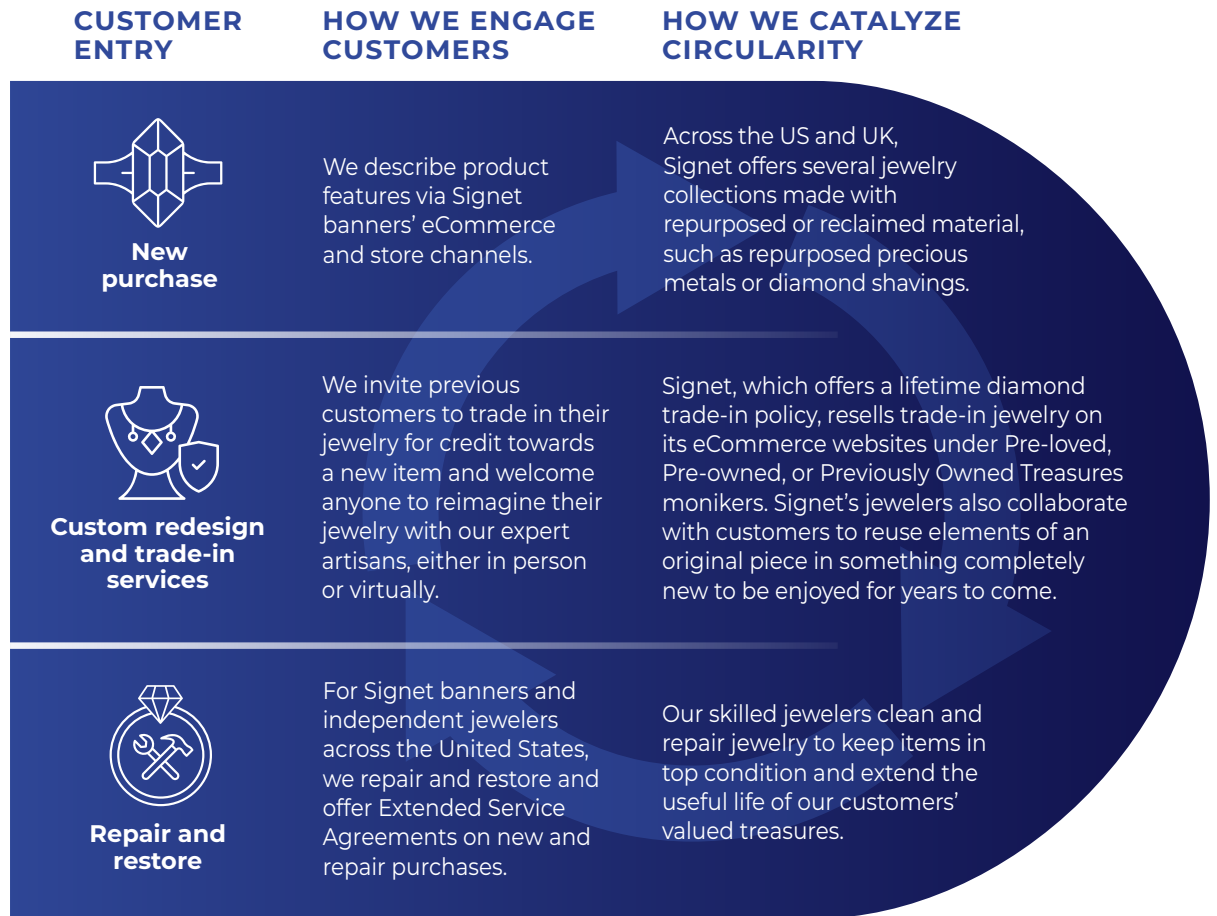 CUSTOMER
ENTRY
HOW WE ENGAGE
CUSTOMERS
HOW WE CATALYZE
CIRCULARITY
New
purchase
We describe product
features via Signet
banners’ eCommerce
and store channels.
Across the US and UK,
Signet offers several jewelry
collections made with
repurposed or reclaimed material,
such as repurposed precious
metals or diamond shavings.
Custom redesign
and trade-in
services
We invite previous
customers to trade in their
jewelry for credit towards
a new item and welcome
anyone to reimagine their
jewelry with our expert
artisans, either in person
or virtually.
Signet, which offers a lifetime diamond
trade-in policy, resells trade-in jewelry on
its eCommerce websites under Pre-loved,
Pre-owned, or Previously Owned Treasures
monikers. Signet’s jewelers also collaborate
with customers to reuse elements of an
original piece in something completely
new to be enjoyed for years to come.
Repair and
restore
For Signet banners and
independent jewelers
across the United States,
we repair and restore and
offer Extended Service
Agreements on new and
repair purchases.
Our skilled jewelers clean and
repair jewelry to keep items in
top condition and extend the
useful life of our customers’
valued treasures.